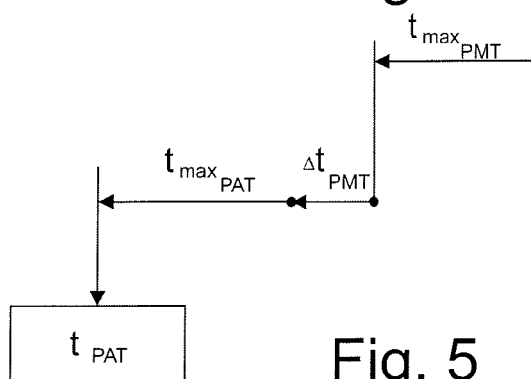 t max PMT
t max PAT
Δt PMT
t PAT
Fig. 5